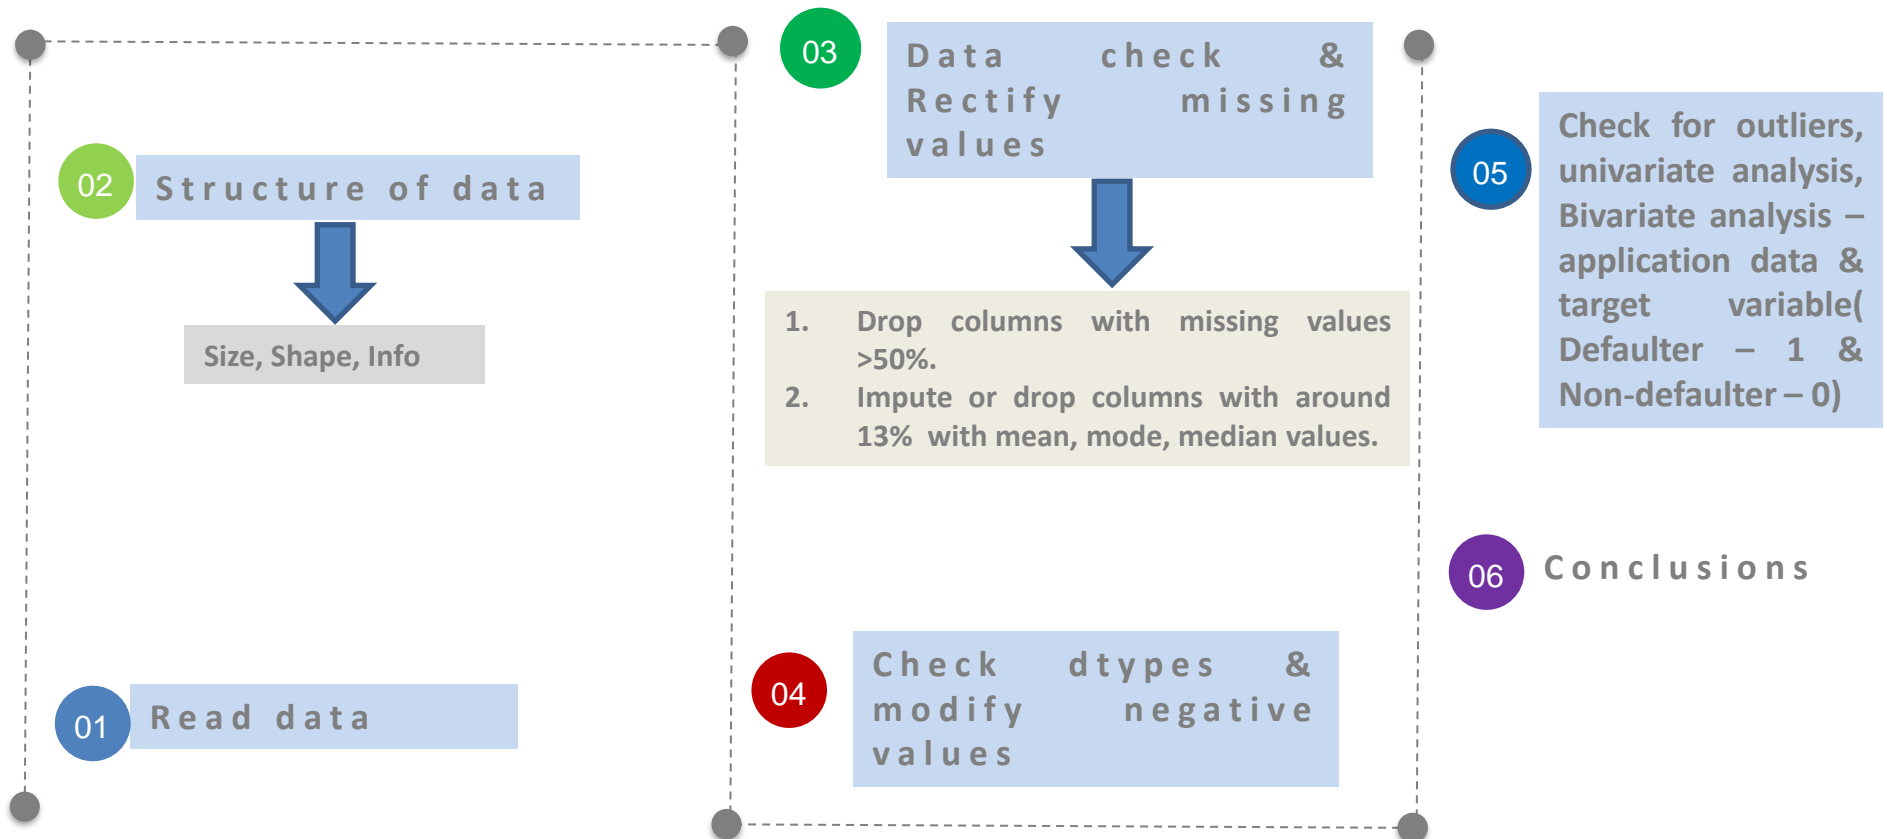 01
Read data
02
Structure of data
Size, Shape, Info
03
Data check &
Rectify missing
values
1. Drop columns with missing values
>50%.
2. Impute or drop columns with around
13% with mean, mode, median values.
04
Check dtypes &
modify negative
values
05
Check for outliers,
univariate analysis,
Bivariate analysis –
application data &
target variable(
Defaulter – 1 &
Non-defaulter – 0)
06
Conclusions